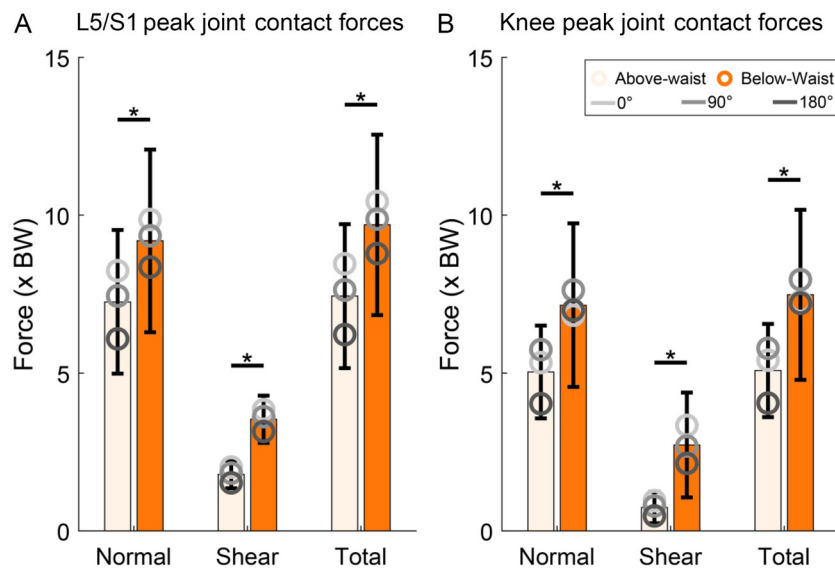 A L5/S1 peak joint contact forces
B Knee peak joint contact forces
Above-waist Below-Waist
0° 90° 180°
Force (x BW)
15
10
5
0
* * *
Normal Shear Total
Force (x BW)
15
10
5
0
* * *
Normal Shear Total